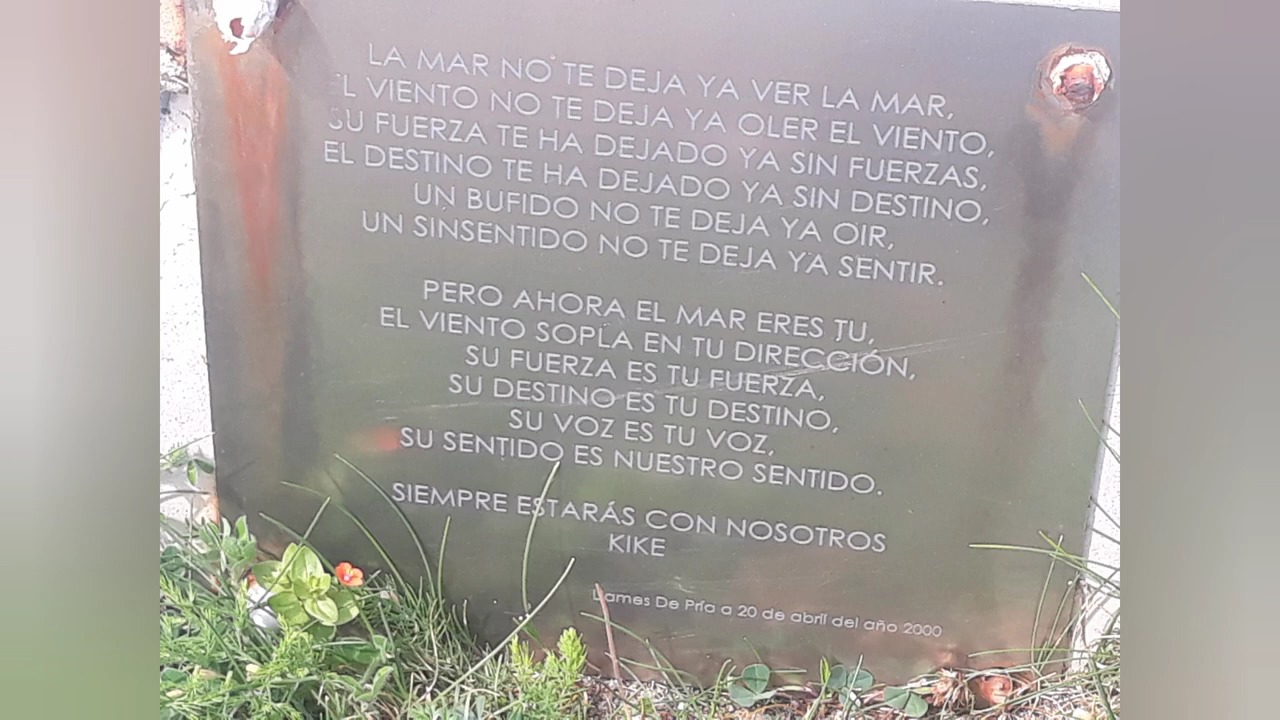 LA MAR NO TE DEJA YA VER LA MAR,
EL VIENTO NO TE DEJA YA OLER EL VIENTO,
SU FUERZA TE HA DEJADO YA SIN FUERZAS,
EL DESTINO TE HA DEJADO YA SIN DESTINO,
UN BUFIDO NO TE DEJA YA OIR,
UN SINSENTIDO NO TE DEJA YA SENTIR.
PERO AHORA EL MAR ERES TU,
EL VIENTO SOPLA EN TU DIRECCIÓN,
SU FUERZA ES TU FUERZA,
SU DESTINO ES TU DESTINO,
SU VOZ ES TU VOZ,
SU SENTIDO ES NUESTRO SENTIDO.
SIEMPRE ESTARÁS CON NOSOTROS
KIKE
Llames De Pría a 20 de abril del año 2000